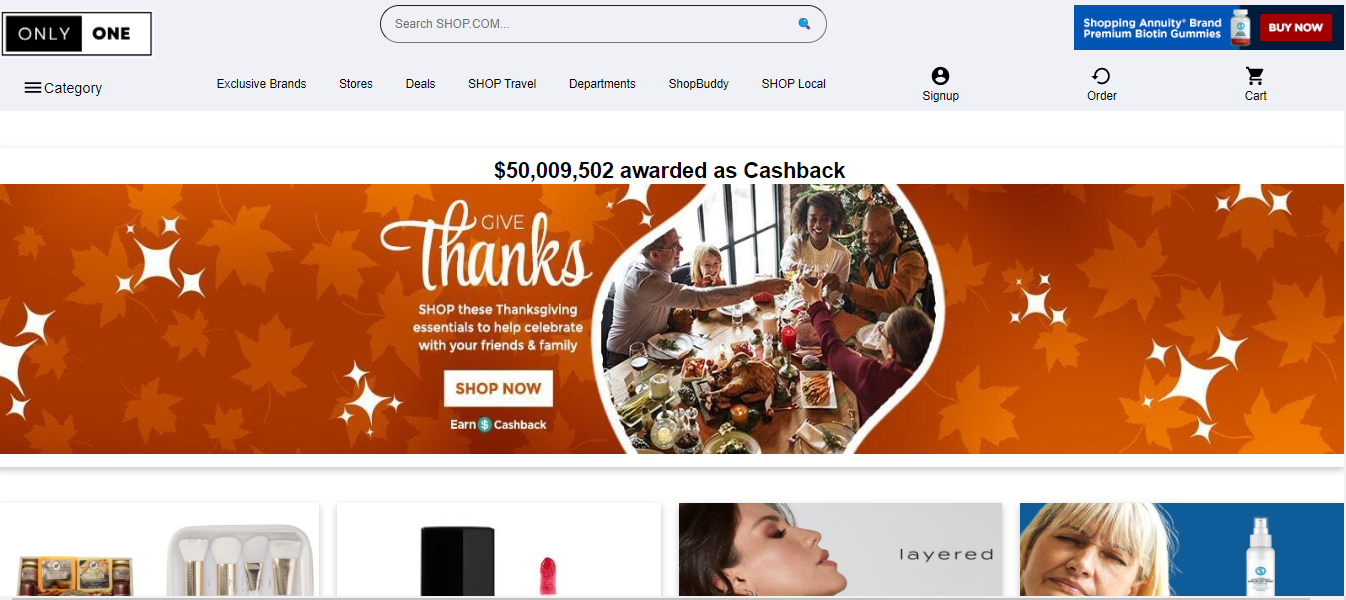 ONLY ONE
Search SHOP.COM...
Shopping Annuity® Brand
Premium Biotin Gummies
BUY NOW
Category
Exclusive Brands
Stores
Deals
SHOP Travel
Departments
ShopBuddy
SHOP Local
Signup
Order
Cart
$50,009,502 awarded as Cashback
GIVE
Thanks
SHOP these Thanksgiving
essentials to help celebrate
with your friends & family
SHOP NOW
Earn $ Cashback
layered